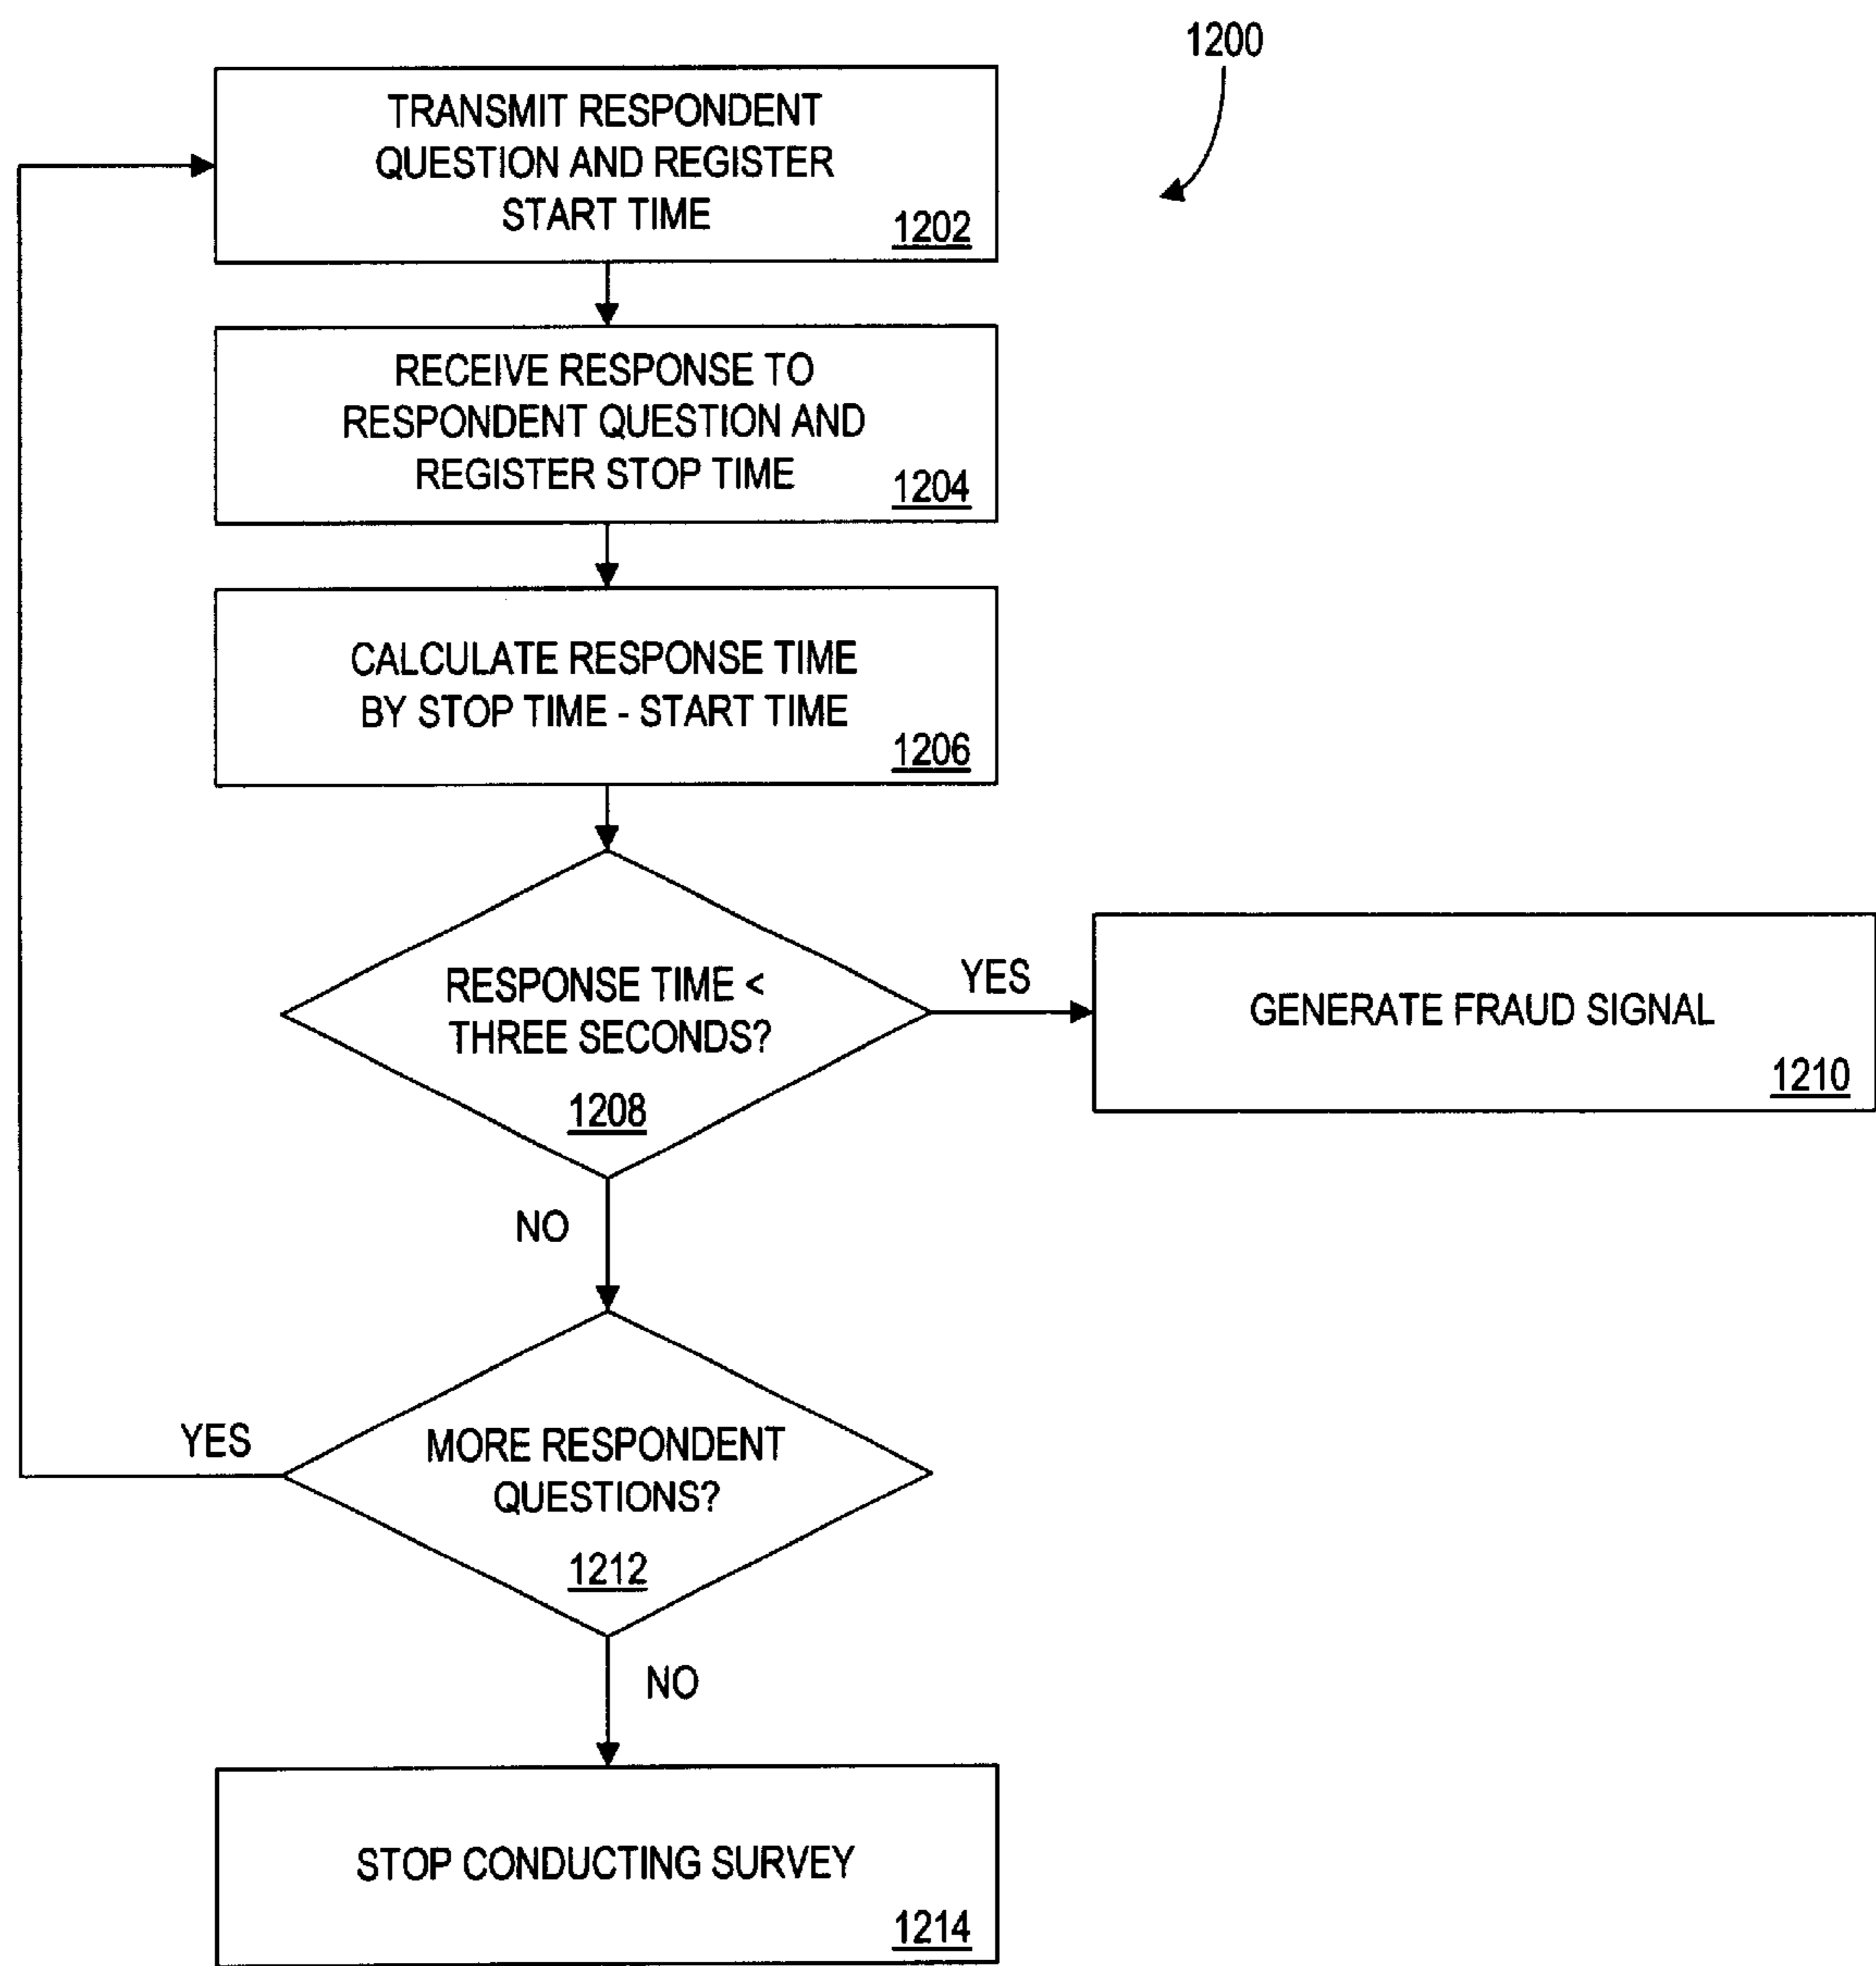 1200
TRANSMIT RESPONDENT
QUESTION AND REGISTER
START TIME
1202
RECEIVE RESPONSE TO
RESPONDENT QUESTION AND
REGISTER STOP TIME
1204
CALCULATE RESPONSE TIME
BY STOP TIME - START TIME
1206
RESPONSE TIME <
THREE SECONDS?
1208
YES
GENERATE FRAUD SIGNAL
1210
NO
MORE RESPONDENT
QUESTIONS?
1212
YES
NO
STOP CONDUCTING SURVEY
1214